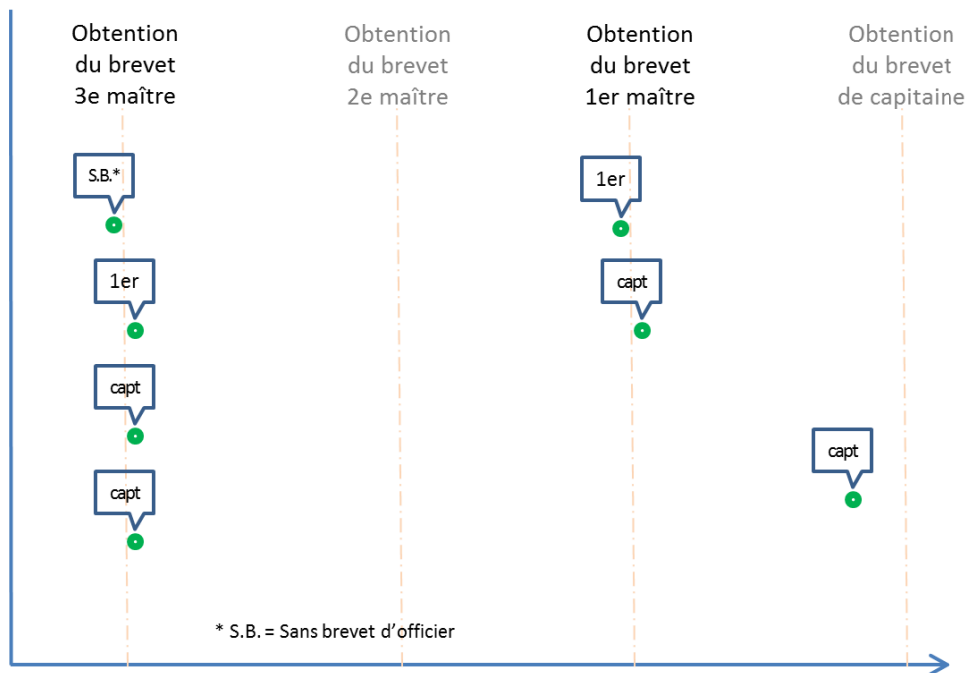 Obtention
du brevet
3e maître
Obtention
du brevet
2e maître
Obtention
du brevet
1er maître
Obtention
du brevet
de capitaine
S.B.*
1er
1er
capt
capt
capt
capt
* S.B. = Sans brevet d'officier